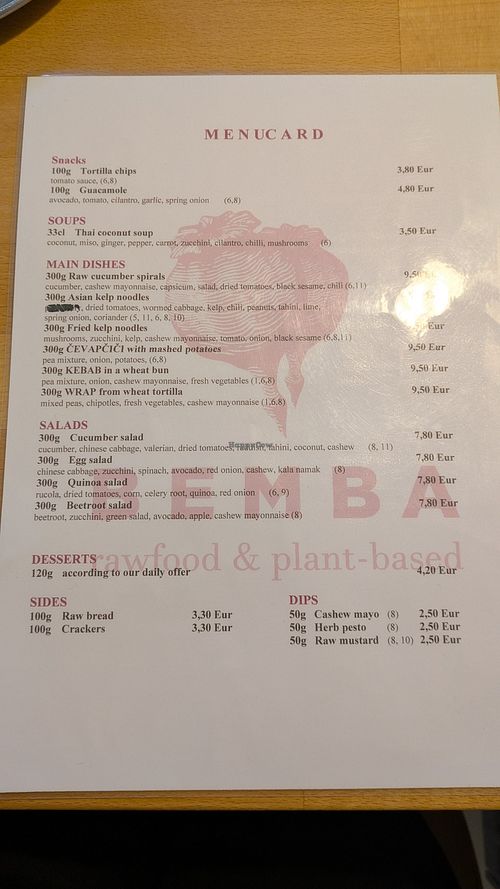 MENUCARD
Snacks
100g Tortilla chips 3,80 Eur
tomato sauce, (6,8)
100g Guacamole 4,80 Eur
avocado, tomato, cilantro, garlic, spring onion (6,8)
SOUPS
33cl Thai coconut soup 3,50 Eur
coconut, miso, ginger, pepper, carrot, zucchini, cilantro, chilli, mushrooms (6)
MAIN DISHES
300g Raw cucumber spirals 9,50
cucumber, cashew mayonnaise, capsicum, salad, dried tomatoes, black sesame, chili (6,11)
300g Asian kelp noodles
, dried tomatoes, wormed cabbage, kelp, chili, peanuts, tahini, lime,
spring onion, coriander (5, 11, 6, 8, 10)
300g Fried kelp noodles Eur
mushrooms, zucchini, kelp, cashew mayonnaise, tomato, onion, black sesame (6,8,11)
300g ČEVAPČIČI with mashed potatoes 9,50 Eur
pea mixture, onion, potatoes, (6,8)
300g KEBAB in a wheat bun 9,50 Eur
pea mixture, onion, cashew mayonnaise, fresh vegetables (1,6,8)
300g WRAP from wheat tortilla 9,50 Eur
mixed peas, chipotles, fresh vegetables, cashew mayonnaise (1,6,8)
SALADS
300g Cucumber salad 7,80 Eur
cucumber, chinese cabbage, valerian, dried tomatoes, radish, tahini, coconut, cashew (8, 11)
HappyCow
300g Egg salad 7,80 Eur
chinese cabbage, zucchini, spinach, avocado, red onion, cashew, kala namak (8)
300g Quinoa salad 7,80 Eur
rucola, dried tomatoes, corn, celery root, quinoa, red onion (6, 9)
300g Beetroot salad 7,80 Eur
beetroot, zucchini, green salad, avocado, apple, cashew mayonnaise (8)
REMBA
rawfood & plant-based
DESSERTS
120g according to our daily offer 4,20 Eur
SIDES
100g Raw bread 3,30 Eur
100g Crackers 3,30 Eur
DIPS
50g Cashew mayo (8) 2,50 Eur
50g Herb pesto (8) 2,50 Eur
50g Raw mustard (8, 10) 2,50 Eur